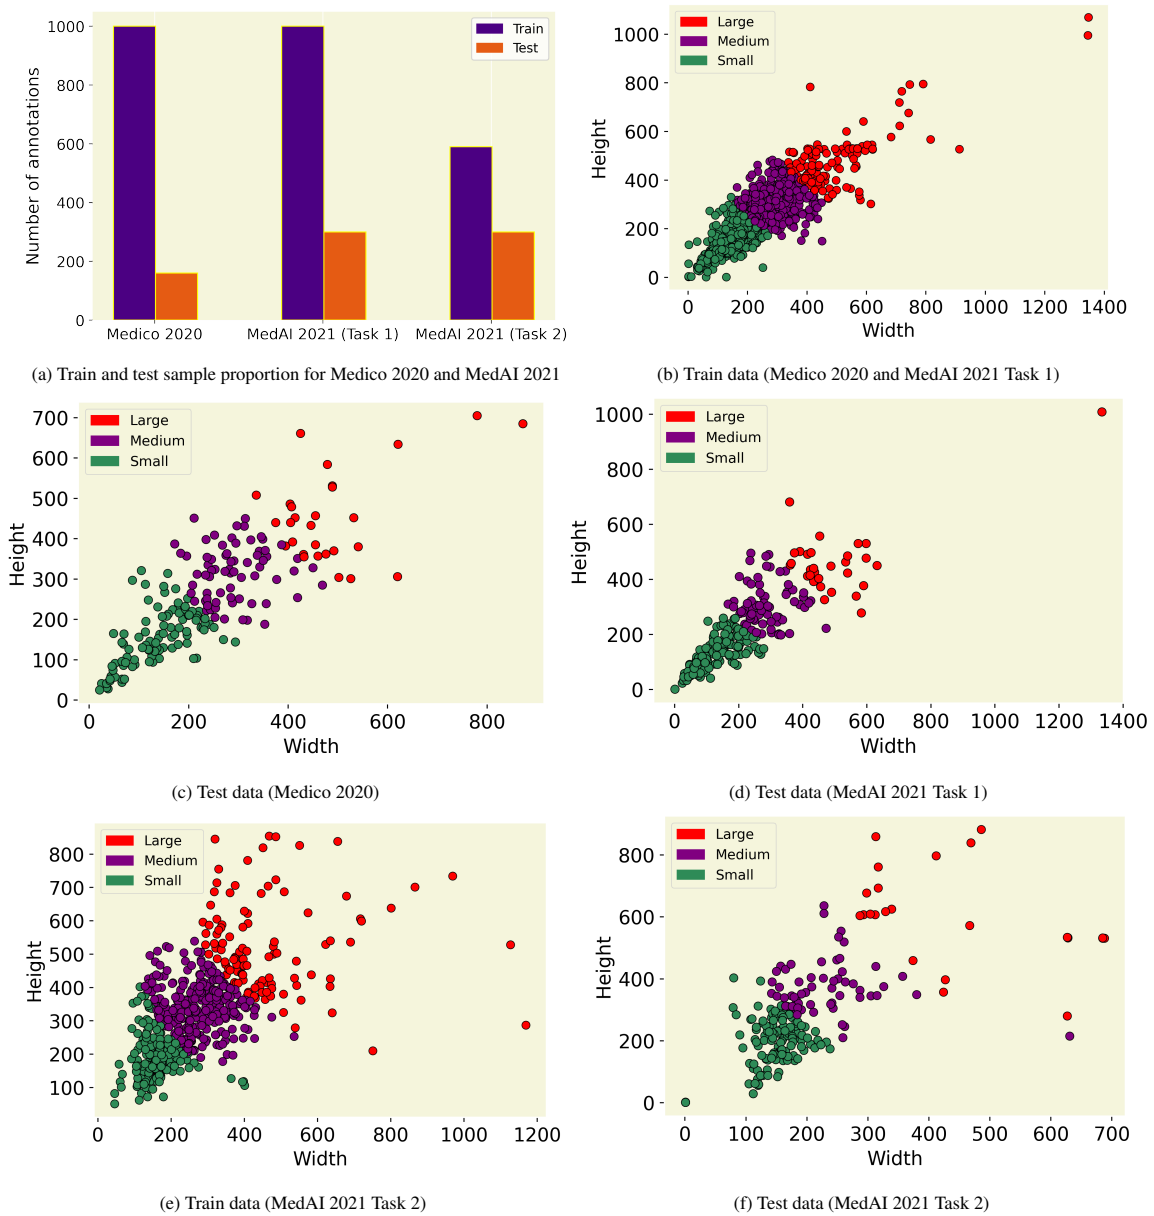 1000
800
600
400
200
0
Number of annotations
Train
Test
Medico 2020
MedAI 2021 (Task 1)
MedAI 2021 (Task 2)
(a) Train and test sample proportion for Medico 2020 and MedAI 2021
Large
Medium
Small
1000
800
600
400
200
0
Height
0 200 400 600 800 1000 1200 1400
Width
(b) Train data (Medico 2020 and MedAI 2021 Task 1)
Large
Medium
Small
700
600
500
400
300
200
100
0
Height
0 200 400 600 800
Width
(c) Test data (Medico 2020)
Large
Medium
Small
1000
800
600
400
200
0
Height
0 200 400 600 800 1000 1200 1400
Width
(d) Test data (MedAI 2021 Task 1)
Large
Medium
Small
800
700
600
500
400
300
200
100
Height
0 200 400 600 800 1000 1200
Width
(e) Train data (MedAI 2021 Task 2)
Large
Medium
Small
800
600
400
200
0
Height
0 100 200 300 400 500 600 700
Width
(f) Test data (MedAI 2021 Task 2)